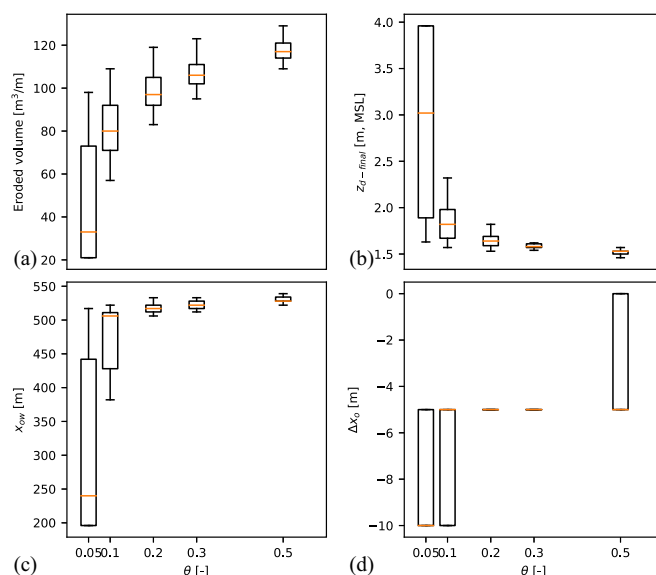 120
100
80
60
40
20
Eroded volume [m³/m]
(a)
4.0
3.5
3.0
2.5
2.0
1.5
z_{d-final} [m, MSL]
(b)
550
500
450
400
350
300
250
200
x_{ow} [m]
0.05 0.1 0.2 0.3 0.5
θ [-]
(c)
0
−2
−4
−6
−8
−10
Δx_o [m]
0.05 0.1 0.2 0.3 0.5
θ [-]
(d)